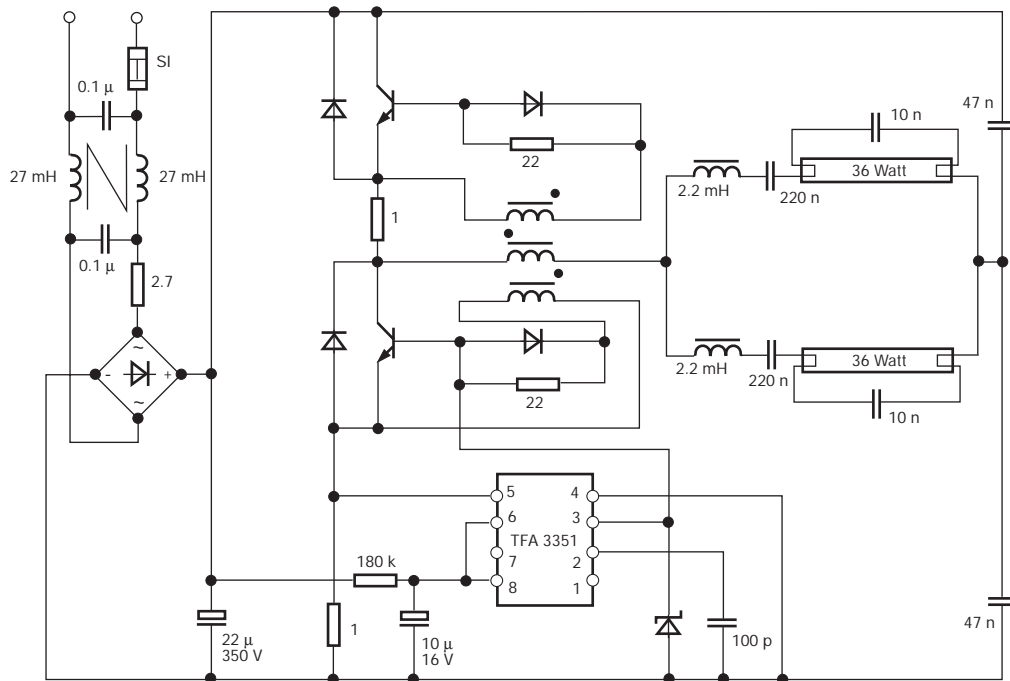 SI
0.1 µ
27 mH
27 mH
0.1 µ
2.7
~
- +
~
22
1
22
2.2 mH
220 n
36 Watt
10 n
47 n
2.2 mH
220 n
36 Watt
10 n
5 4
6 3
TFA 3351
7 2
8 1
180 k
22 µ
350 V
1
10 µ
16 V
100 p
47 n